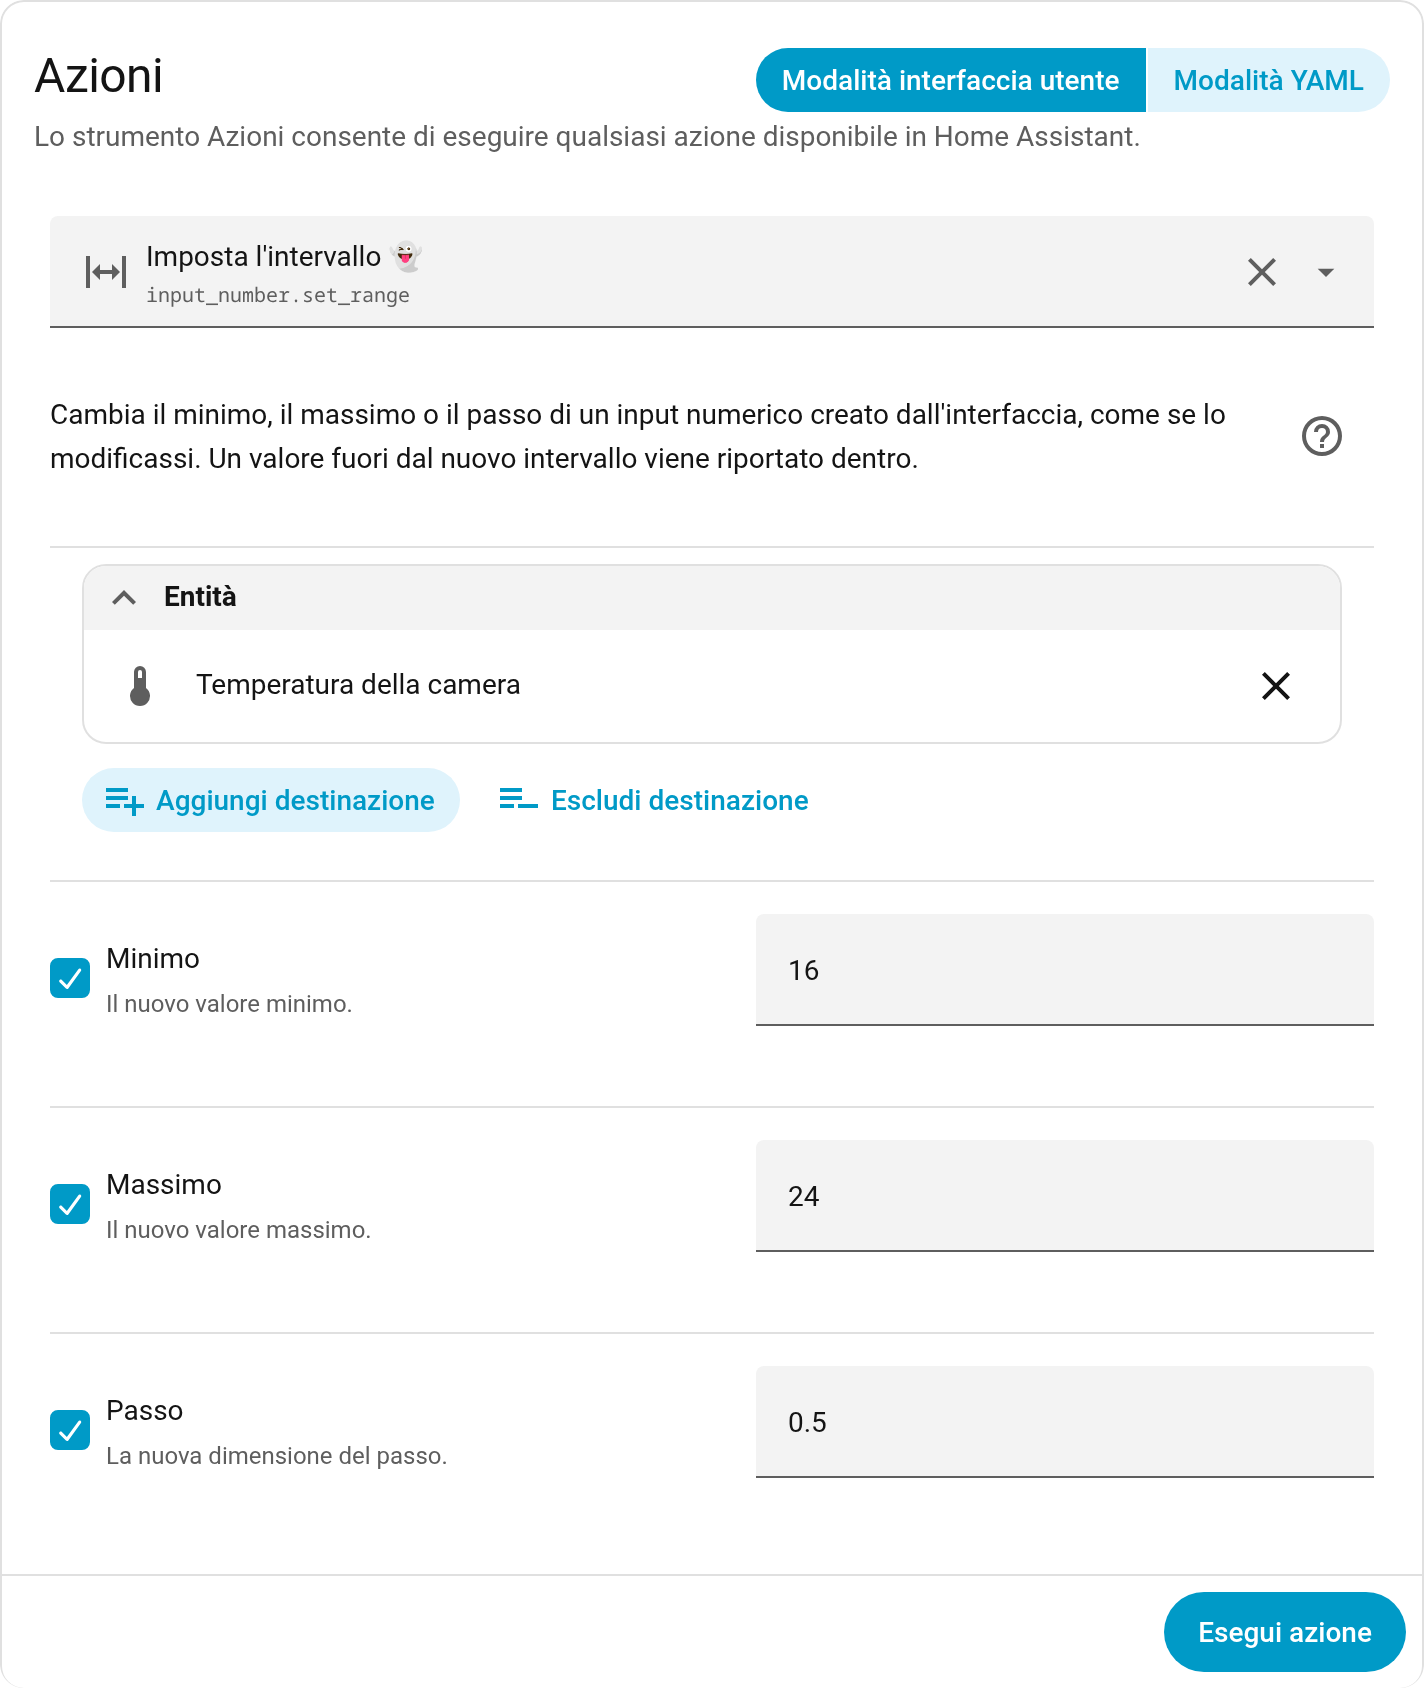 Azioni
Modalità interfaccia utente
Modalità YAML
Lo strumento Azioni consente di eseguire qualsiasi azione disponibile in Home Assistant.
Imposta l'intervallo 👻
input_number.set_range
Cambia il minimo, il massimo o il passo di un input numerico creato dall'interfaccia, come se lo
modificassi. Un valore fuori dal nuovo intervallo viene riportato dentro.
Entità
Temperatura della camera
Aggiungi destinazione
Escludi destinazione
Minimo
Il nuovo valore minimo.
16
Massimo
Il nuovo valore massimo.
24
Passo
La nuova dimensione del passo.
0.5
Esegui azione